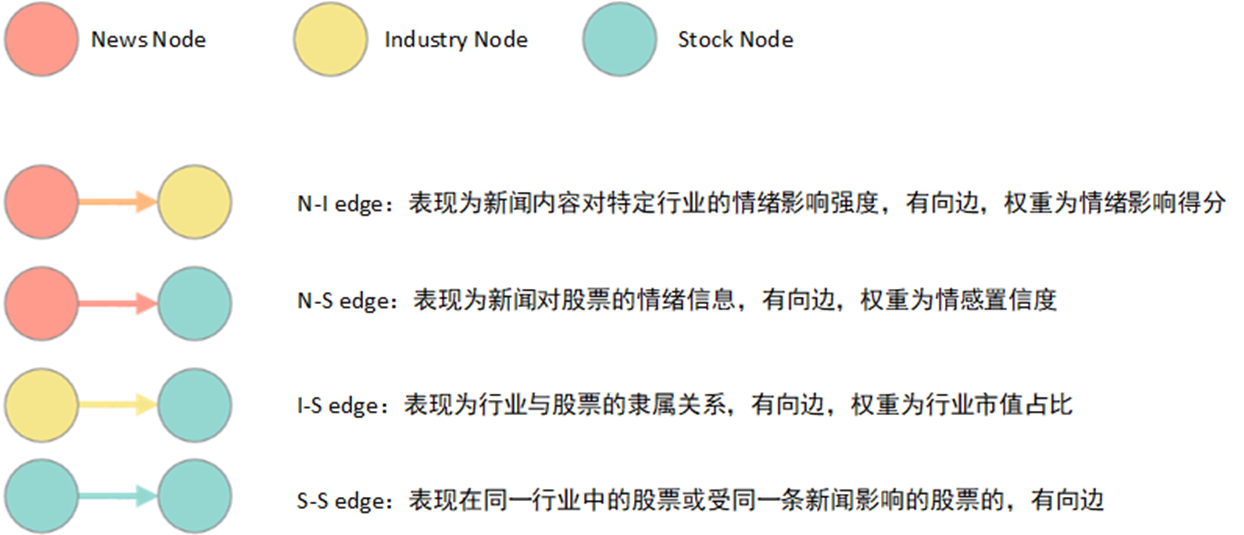 News Node
Industry Node
Stock Node
N-I edge：表现为新闻内容对特定行业的情绪影响强度，有向边，权重为情绪影响得分
N-S edge：表现为新闻对股票的情绪信息，有向边，权重为情感置信度
I-S edge：表现为行业与股票的隶属关系，有向边，权重为行业市值占比
S-S edge：表现在同一行业中的股票或受同一条新闻影响的股票的，有向边